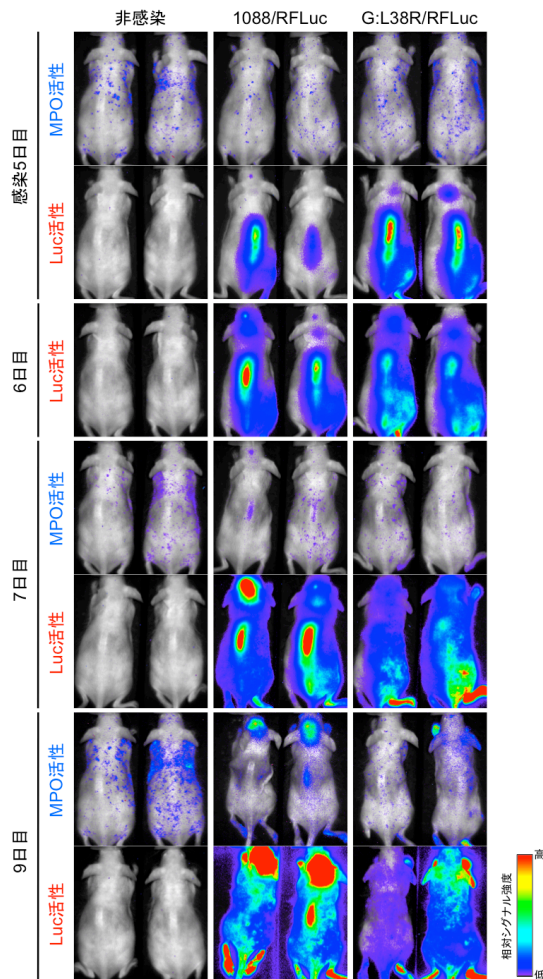 非感染
1088/RFLuc
G:L38R/RFLuc
感染5日目
MPO活性
Luc活性
6日目
Luc活性
7日目
MPO活性
Luc活性
9日目
MPO活性
Luc活性
相対シグナル強度
高
低